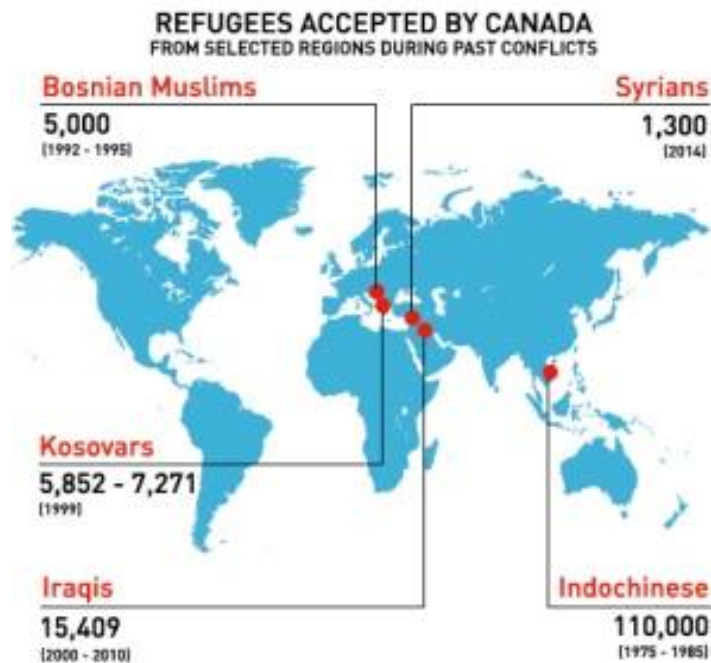 REFUGEES ACCEPTED BY CANADA
FROM SELECTED REGIONS DURING PAST CONFLICTS
Bosnian Muslims
5,000
(1992 - 1995)
Syrians
1,300
(2014)
Kosovars
5,852 - 7,271
(1999)
Iraqis
15,409
(2000 - 2010)
Indochinese
110,000
(1975 - 1985)